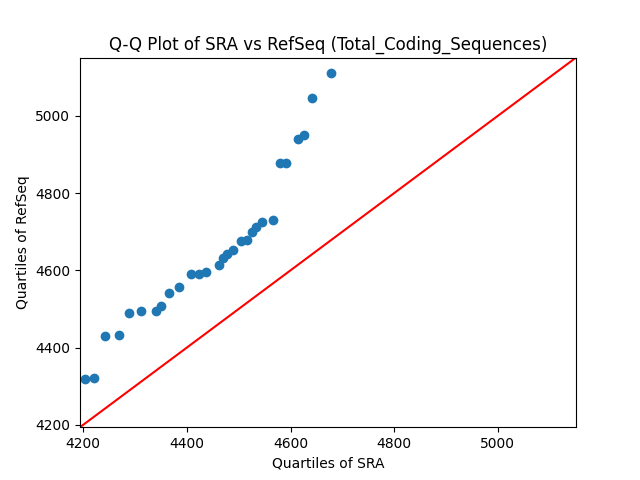 Q-Q Plot of SRA vs RefSeq (Total_Coding_Sequences)
Quartiles of RefSeq
5000
4800
4600
4400
4200
4200 4400 4600 4800 5000
Quartiles of SRA